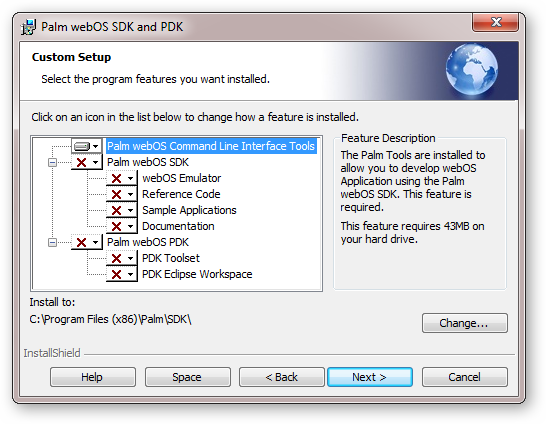 Palm webOS SDK and PDK
Custom Setup
Select the program features you want installed.
Click on an icon in the list below to change how a feature is installed.
Palm webOS Command Line Interface Tools
Palm webOS SDK
webOS Emulator
Reference Code
Sample Applications
Documentation
Palm webOS PDK
PDK Toolset
PDK Eclipse Workspace
Feature Description
The Palm Tools are installed to
allow you to develop webOS
Application using the Palm
webOS SDK. This feature is
required.
This feature requires 43MB on
your hard drive.
Install to:
C:\Program Files (x86)\Palm\SDK\
Change...
InstallShield
Help
Space
< Back
Next >
Cancel